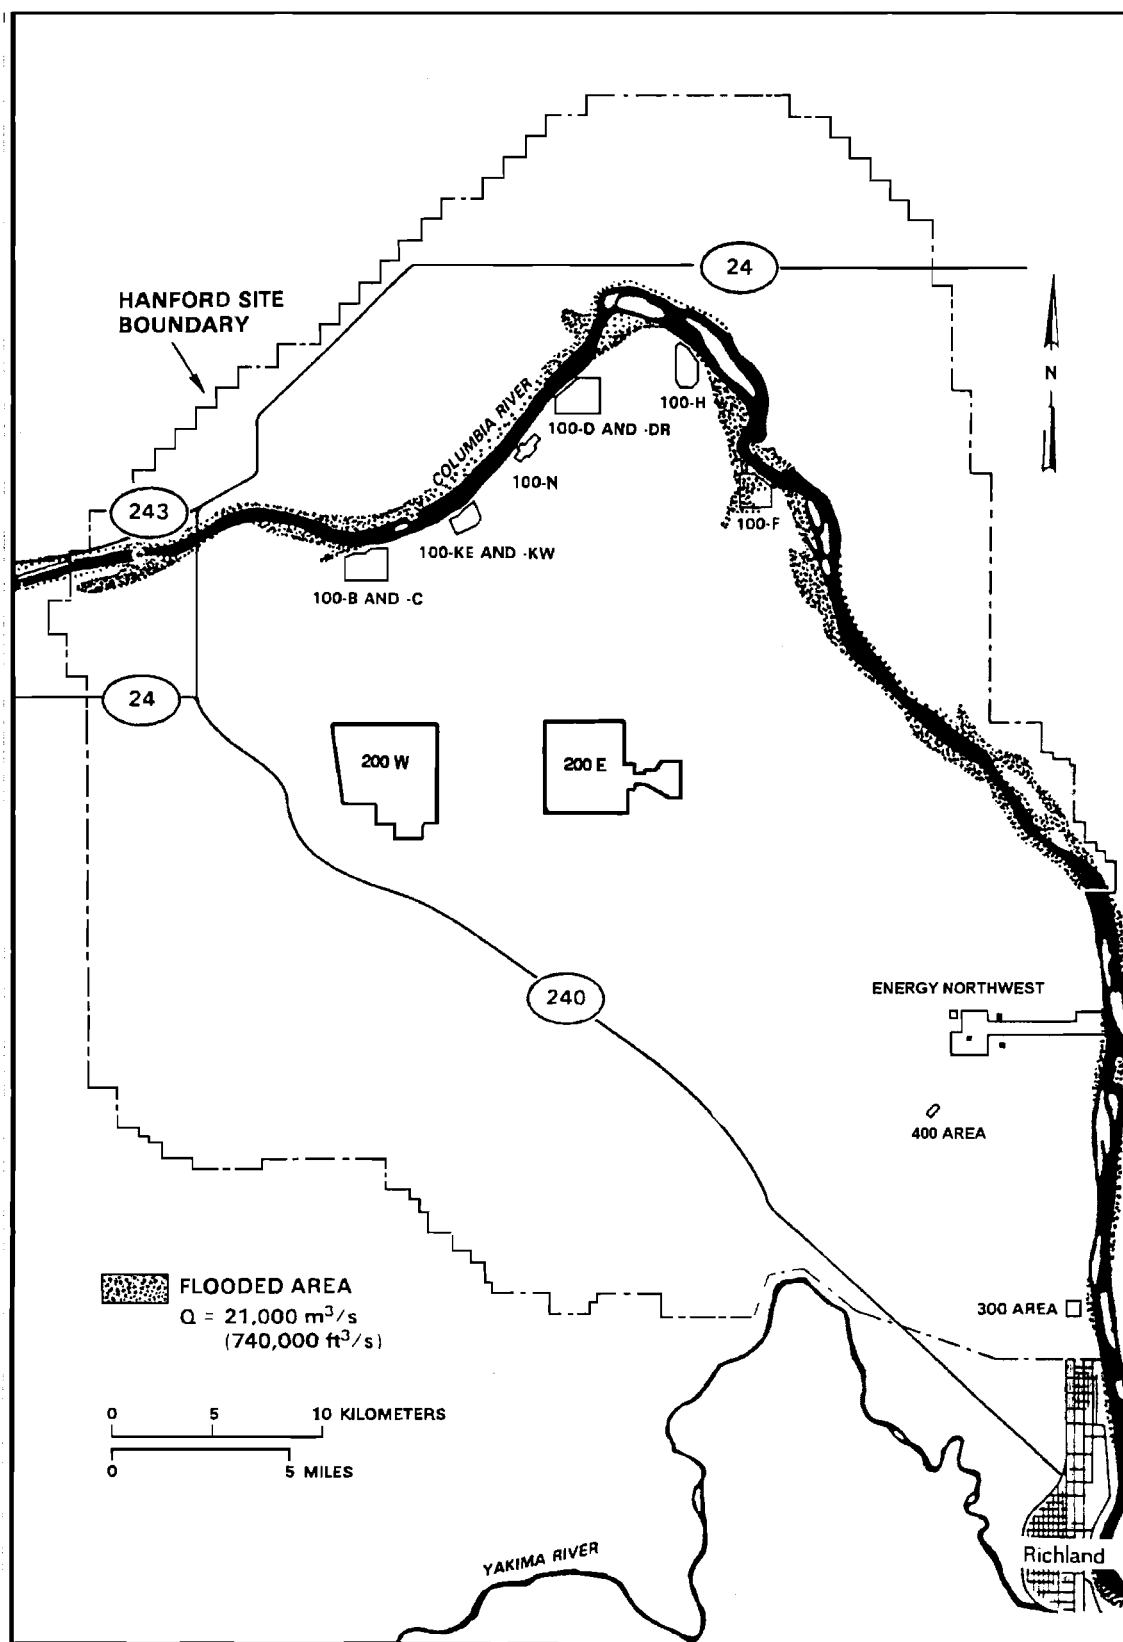 24
HANFORD SITE
BOUNDARY
N
COLUMBIA RIVER
100-H
100-D AND -DR
100-N
243
100-F
100-KE AND -KW
100-B AND -C
24
200 W
200 E
240
ENERGY NORTHWEST
400 AREA
FLOODED AREA
Q = 21,000 m³/s
(740,000 ft³/s)
300 AREA
0 5 10 KILOMETERS
0 5 MILES
YAKIMA RIVER
Richland